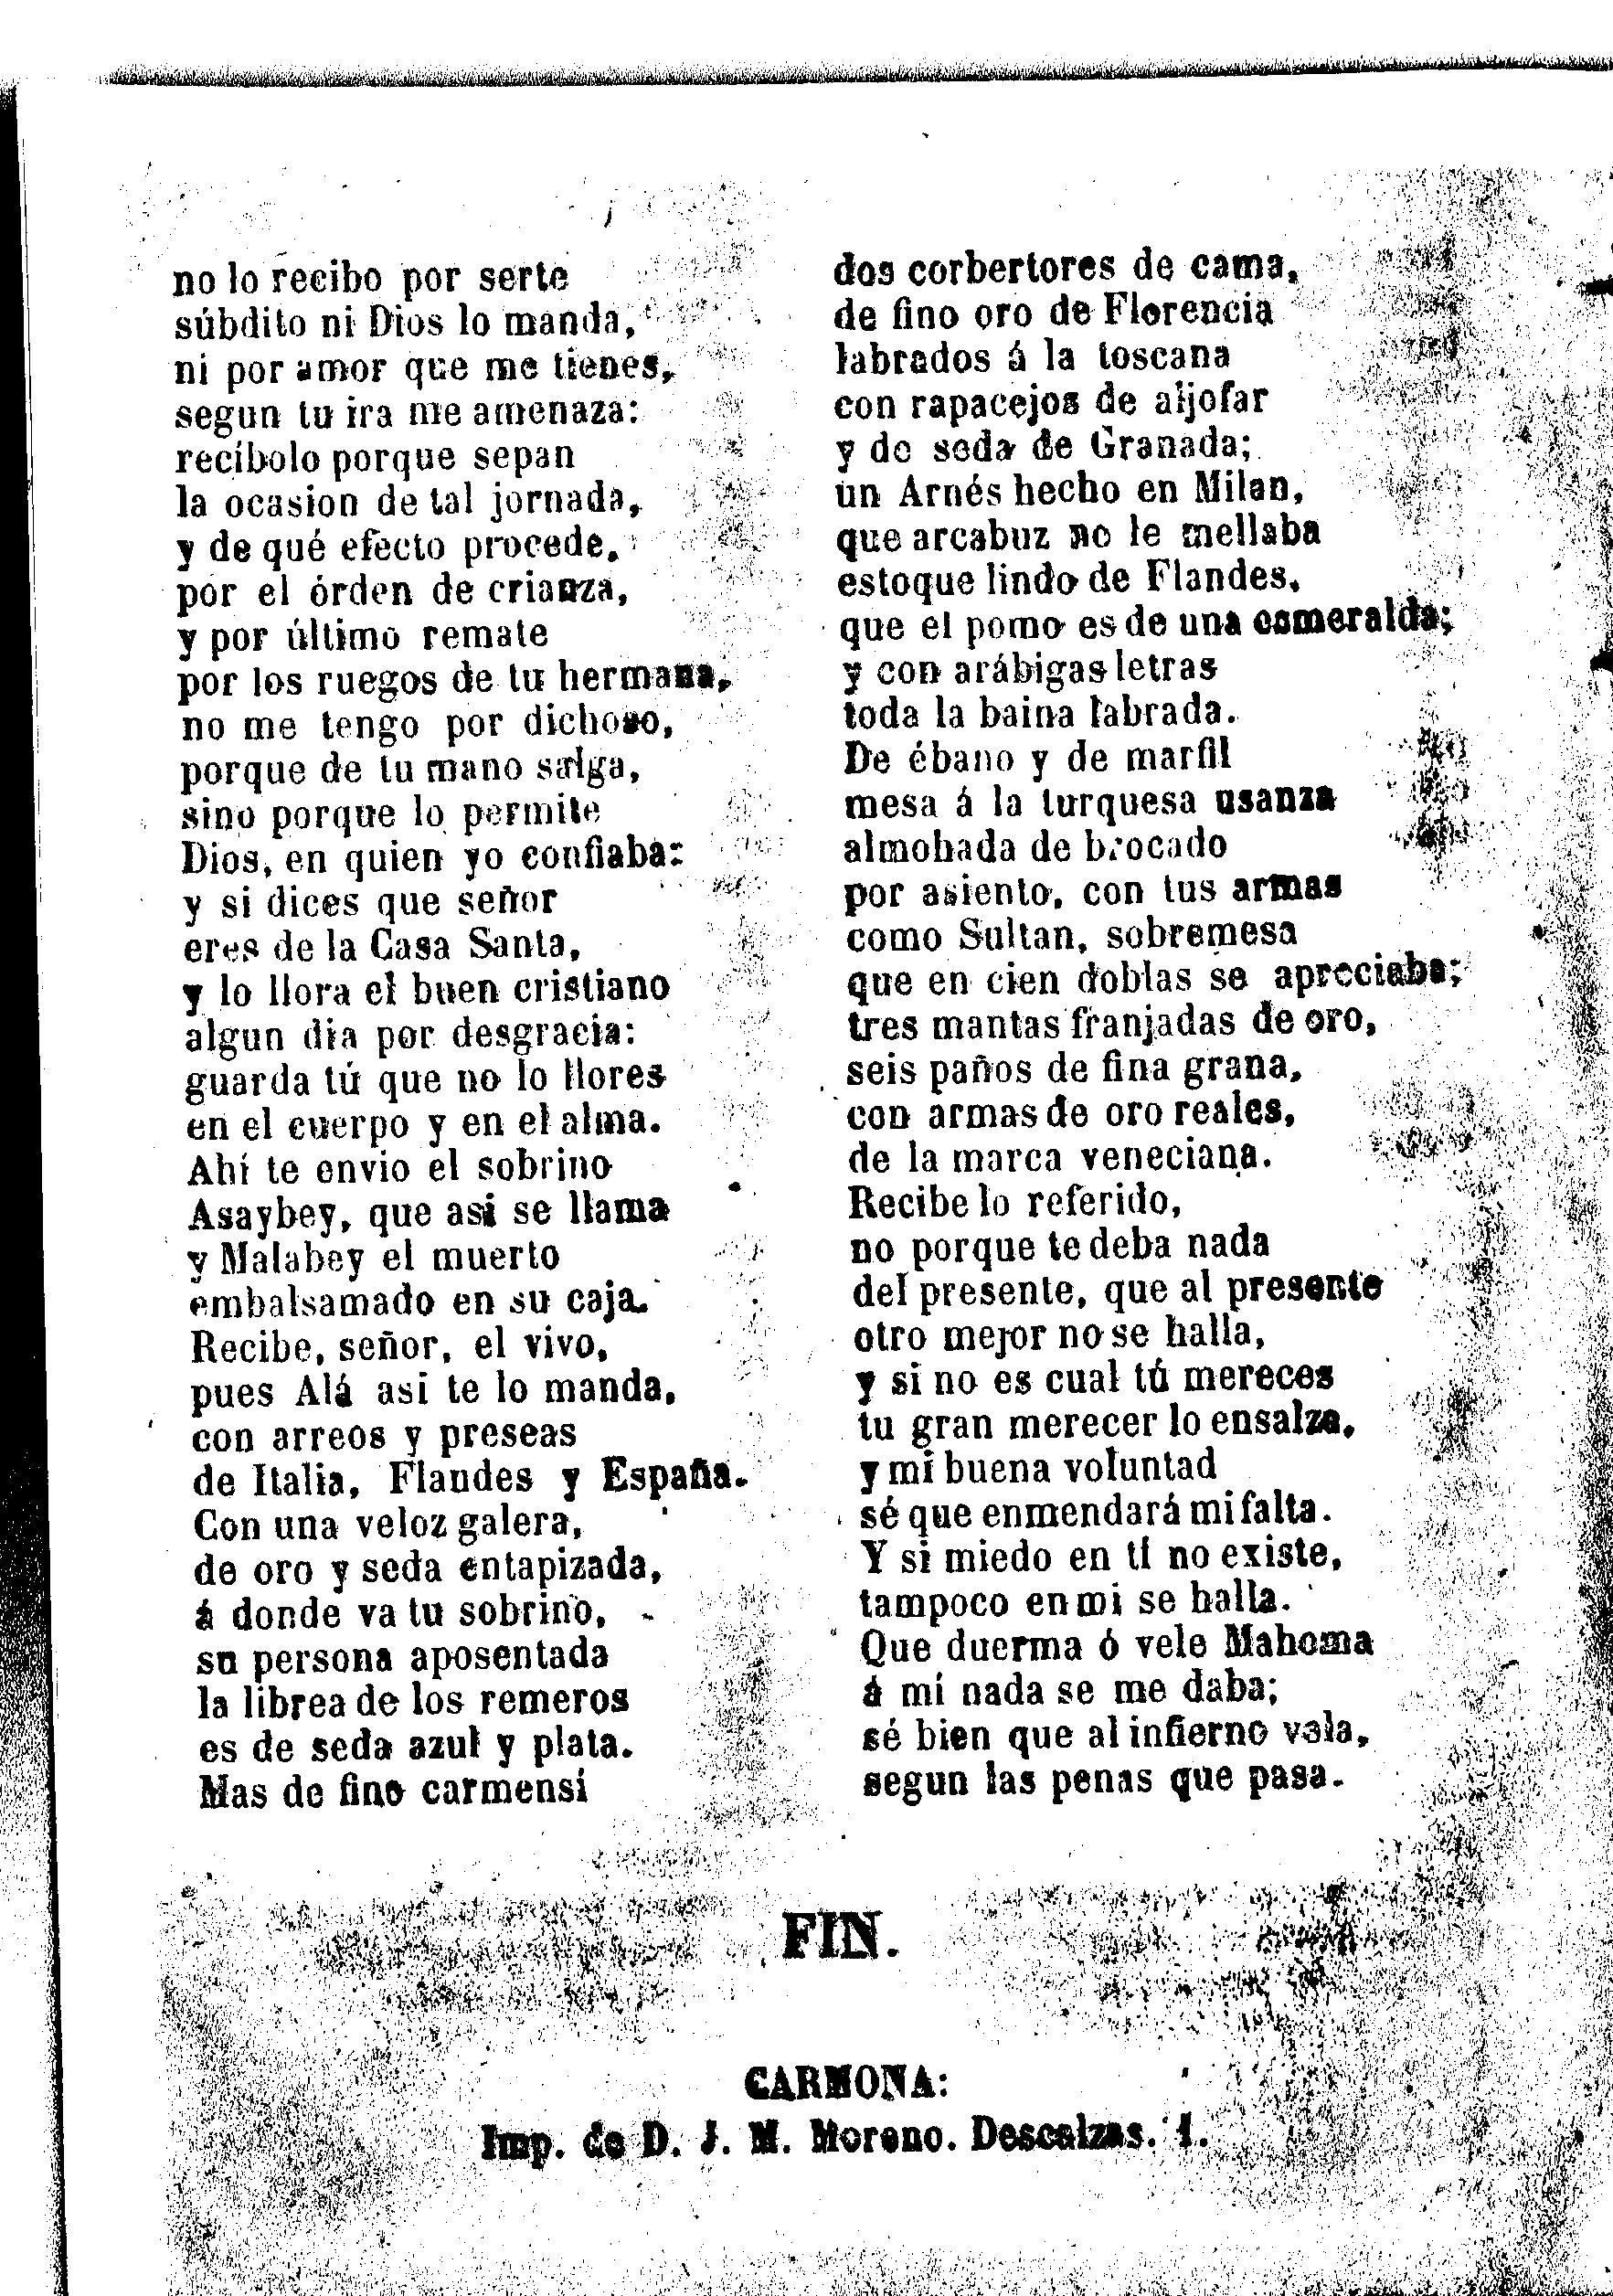 no lo recibo por serte
súbdito ni Dios lo manda,
ni por amor que me tienes,
segun tu ira me amenaza:
recíbolo porque sepan
la ocasion de tal jornada,
y de qué efecto procede,
por el órden de crianza,
y por último remate
por los ruegos de tu hermana,
no me tengo por dichoso,
porque de tu mano salga,
sino porque lo permite
Dios, en quien yo confiaba:
y si dices que señor
eres de la Casa Santa,
y lo llora el buen cristiano
algun dia por desgracia:
guarda tú que no lo llores
en el cuerpo y en el alma.
Ahí te envio el sobrino
Asaybey, que asi se llama
y Malabey el muerto
embalsamado en su caja.
Recibe, señor, el vivo,
pues Alá asi te lo manda,
con arreos y preseas
de Italia, Flandes y España.
Con una veloz galera,
de oro y seda entapizada,
á donde va tu sobrino,
su persona aposentada
la librea de los remeros
es de seda azul y plata.
Mas de fino carmensí
dos corbertores de cama,
de fino oro de Florencia
labrados á la toscana
con rapacejos de aljofar
y de seda de Granada;
un Arnés hecho en Milan,
que arcabuz no le mellaba
estoque lindo de Flandes,
que el pomo es de una esmeralda;
y con arábigas letras
toda la baina labrada.
De ébano y de marfil
mesa á la turquesa usanza
almohada de brocado
por asiento, con tus armas
como Sultan, sobremesa
que en cien doblas se apreciaba;
tres mantas franjadas de oro,
seis paños de fina grana,
con armas de oro reales,
de la marca veneciana.
Recibe lo referido,
no porque te deba nada
del presente, que al presente
otro mejor no se halla,
y si no es cual tú mereces
tu gran merecer lo ensalza,
y mi buena voluntad
sé que enmendará mi falta.
Y si miedo en ti no existe,
tampoco en mi se halla.
Que duerma ó vele Mahoma
á mí nada se me daba;
sé bien que al infierno vala,
segun las penas que pasa.
FIN.
CARMONA:
Imp. de D. J. M. Moreno. Descalzas. 1.